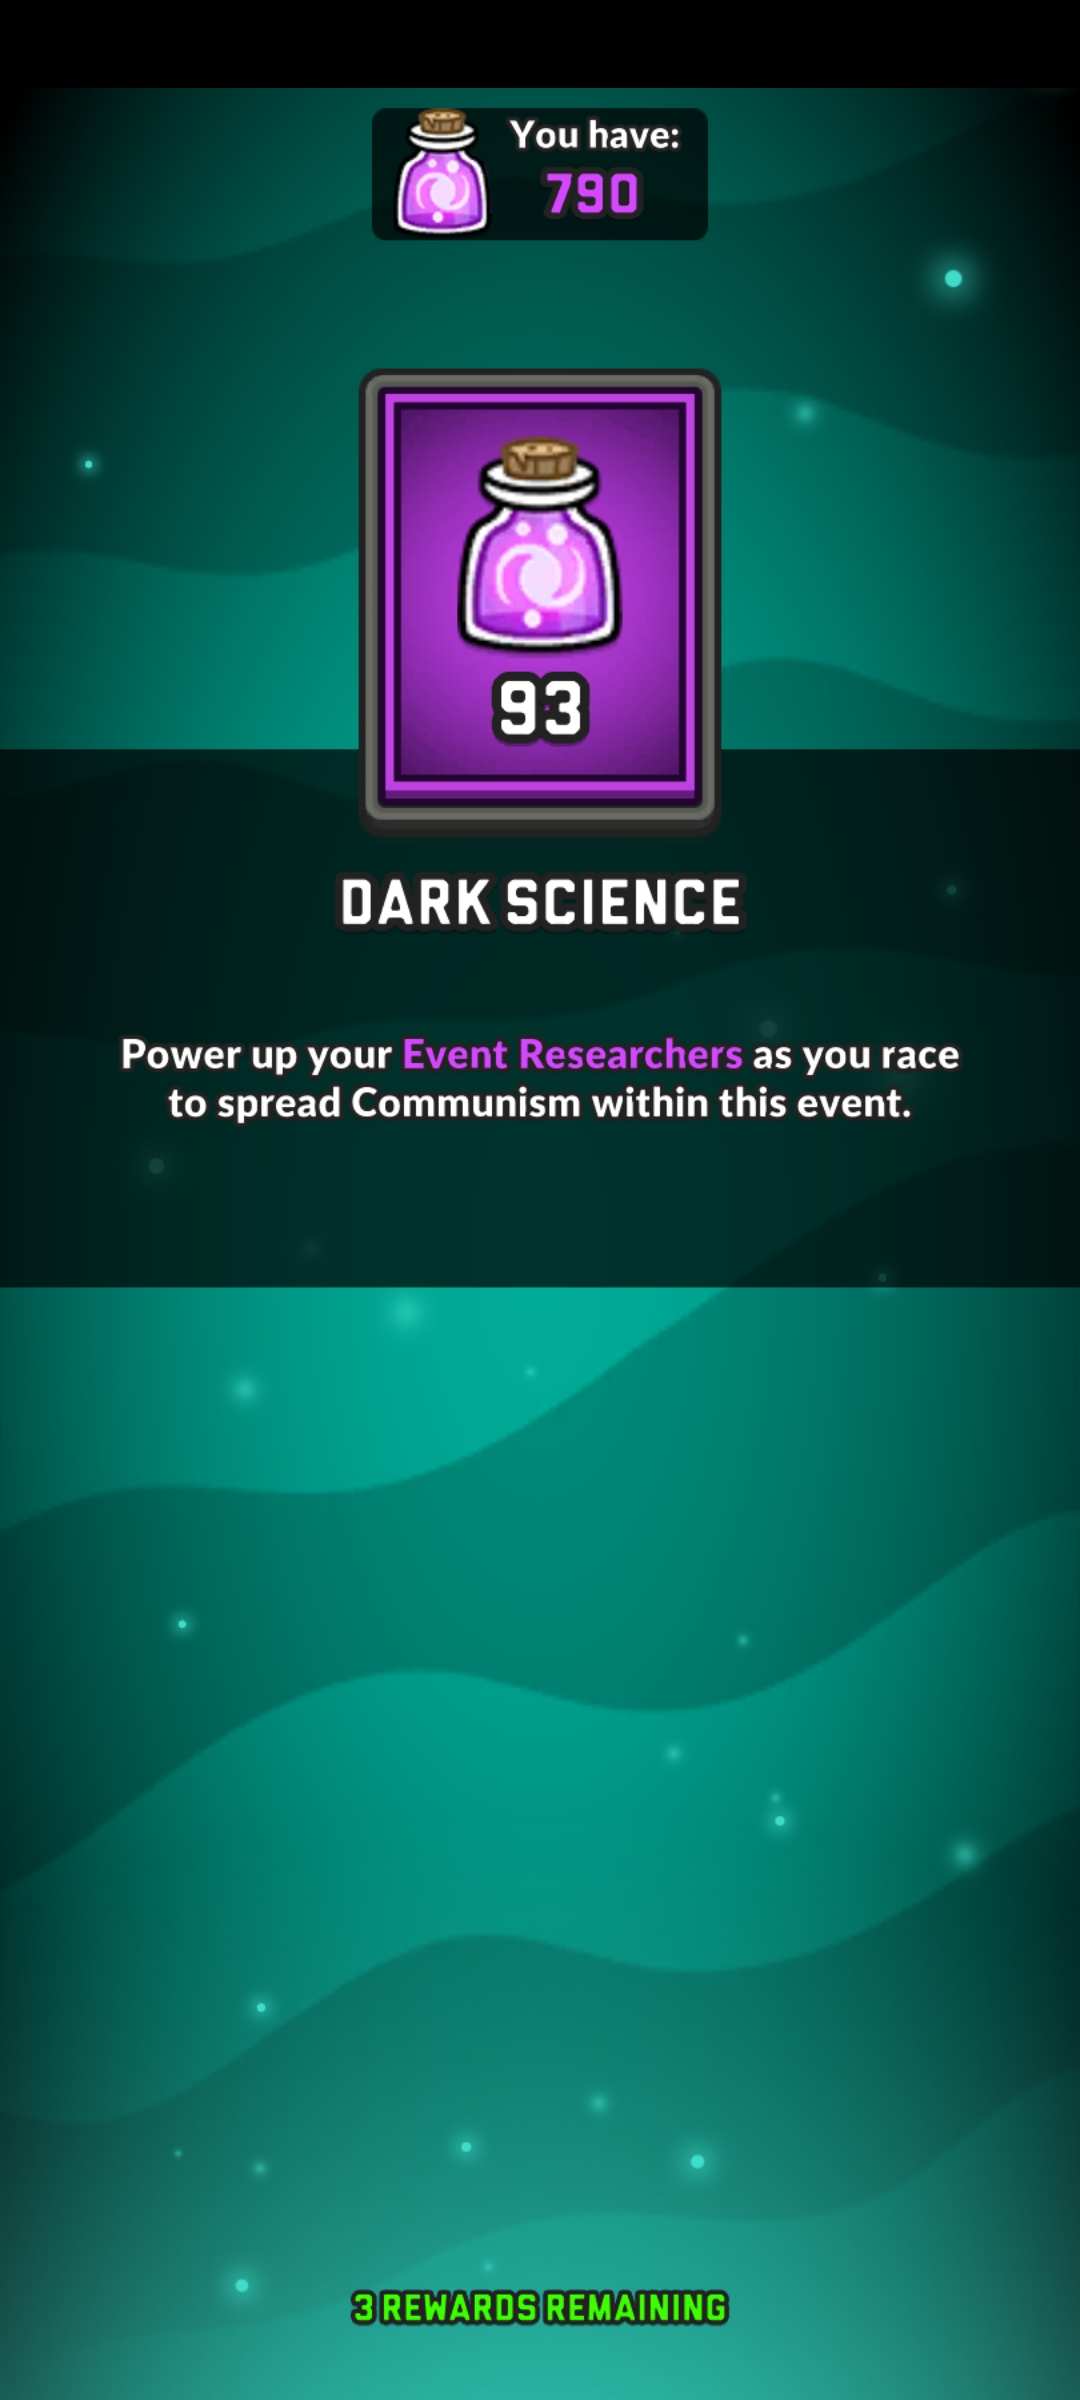 You have:
790
93
DARK SCIENCE
Power up your Event Researchers as you race
to spread Communism within this event.
3 REWARDS REMAINING